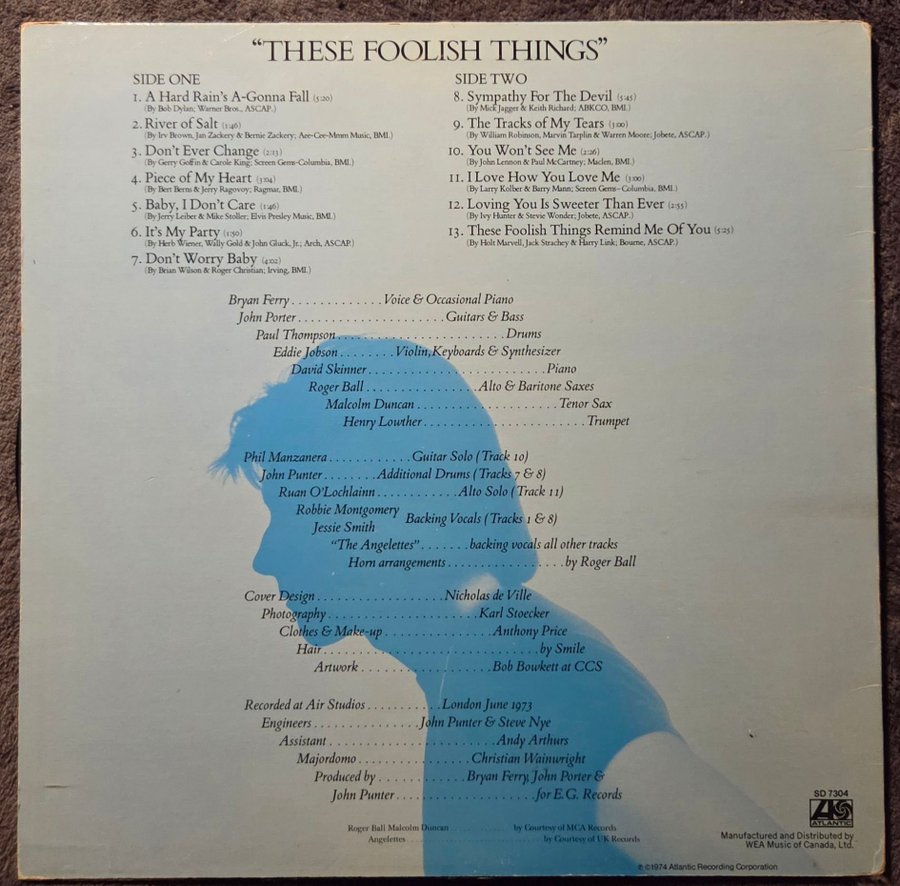 “THESE FOOLISH THINGS”
SIDE ONE
1. A Hard Rain's A-Gonna Fall (5:20)
(By Bob Dylan; Warner Bros., ASCAP.)
2. River of Salt (1:46)
(By Irv Brown, Jan Zackery & Bernie Zackery; Aee-Cee-Mmm Music, BMI.)
3. Don't Ever Change (2:13)
(By Gerry Goffin & Carole King; Screen Gems-Columbia, BMI.)
4. Piece of My Heart (3:04)
(By Bert Berns & Jerry Ragovoy; Ragmar, BMI.)
5. Baby, I Don't Care (1:46)
(By Jerry Leiber & Mike Stoller; Elvis Presley Music, BMI.)
6. It's My Party (1:50)
(By Herb Wiener, Wally Gold & John Gluck, Jr.; Arch, ASCAP.)
7. Don't Worry Baby (4:02)
(By Brian Wilson & Roger Christian; Irving, BMI.)
SIDE TWO
8. Sympathy For The Devil (5:45)
(By Mick Jagger & Keith Richard; ABKCO, BMI.)
9. The Tracks of My Tears (3:00)
(By William Robinson, Marvin Tarplin & Warren Moore; Jobete, ASCAP.)
10. You Won't See Me (2:26)
(By John Lennon & Paul McCartney; Maclen, BMI.)
11. I Love How You Love Me (3:00)
(By Larry Kolber & Barry Mann; Screen Gems-Columbia, BMI.)
12. Loving You Is Sweeter Than Ever (2:55)
(By Ivy Hunter & Stevie Wonder; Jobete, ASCAP.)
13. These Foolish Things Remind Me Of You (5:25)
(By Holt Marvell, Jack Strachey & Harry Link; Bourne, ASCAP.)
Bryan Ferry.............Voice & Occasional Piano
John Porter.....................Guitars & Bass
Paul Thompson........................Drums
Eddie Jobson........Violin, Keyboards & Synthesizer
David Skinner..........................Piano
Roger Ball................Alto & Baritone Saxes
Malcolm Duncan....................Tenor Sax
Henry Lowther.......................Trumpet
Phil Manzanera............Guitar Solo (Track 10)
John Punter........Additional Drums (Tracks 7 & 8)
Ruan O'Lochlainn............Alto Solo (Track 11)
Robbie Montgomery
Jessie Smith
Backing Vocals (Tracks 1 & 8)
“The Angelettes”.......backing vocals all other tracks
Horn arrangements.................by Roger Ball
Cover Design..................Nicholas de Ville
Photography.....................Karl Stoecker
Clothes & Make-up...............Anthony Price
Hair...............................by Smile
Artwork...................Bob Bowkett at CCS
Recorded at Air Studios..........London June 1973
Engineers...............John Punter & Steve Nye
Assistant........................Andy Arthurs
Majordomo................Christian Wainwright
Produced by............Bryan Ferry, John Porter &
John Punter....................for E.G. Records
Roger Ball Malcolm Duncan....................by Courtesy of MCA Records
Angelettes....................by Courtesy of UK Records
SD 7304
ATLANTIC
Manufactured and Distributed by
WEA Music of Canada, Ltd.
℗ ©1974 Atlantic Recording Corporation